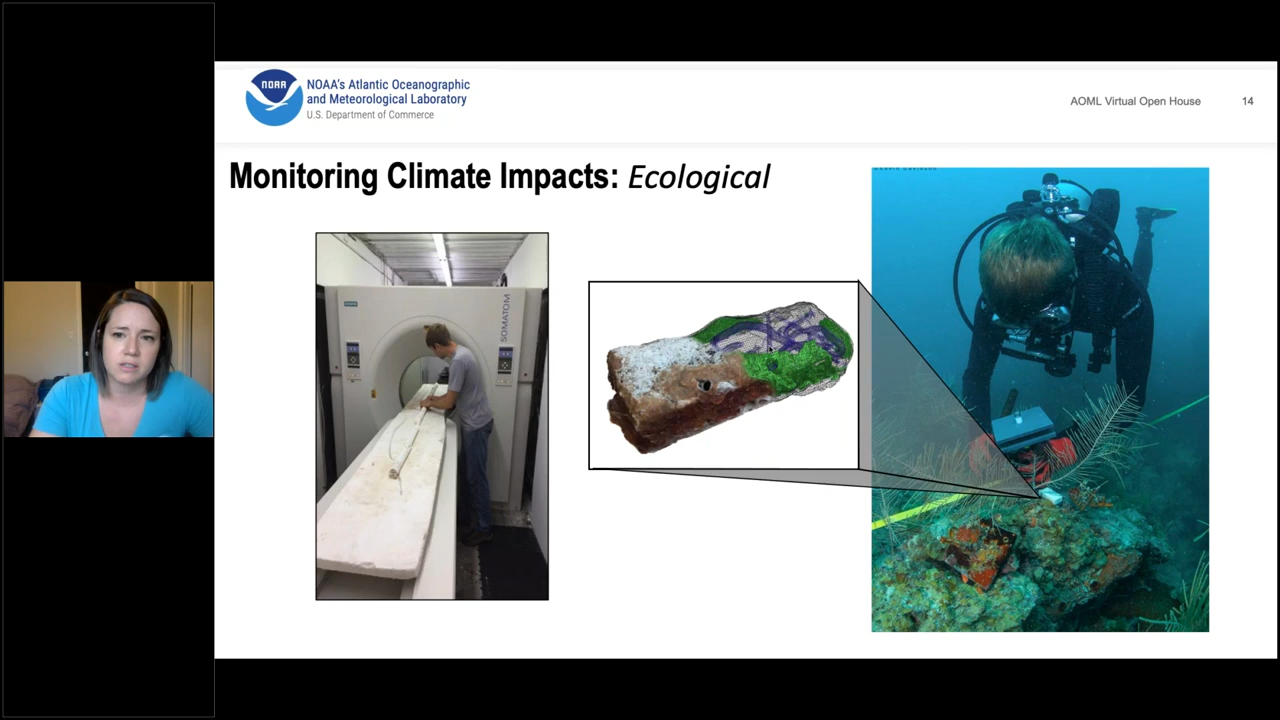 NOAA
NOAA's Atlantic Oceanographic
and Meteorological Laboratory
U.S. Department of Commerce
AOML Virtual Open House
14
Monitoring Climate Impacts: Ecological
SOMATOM